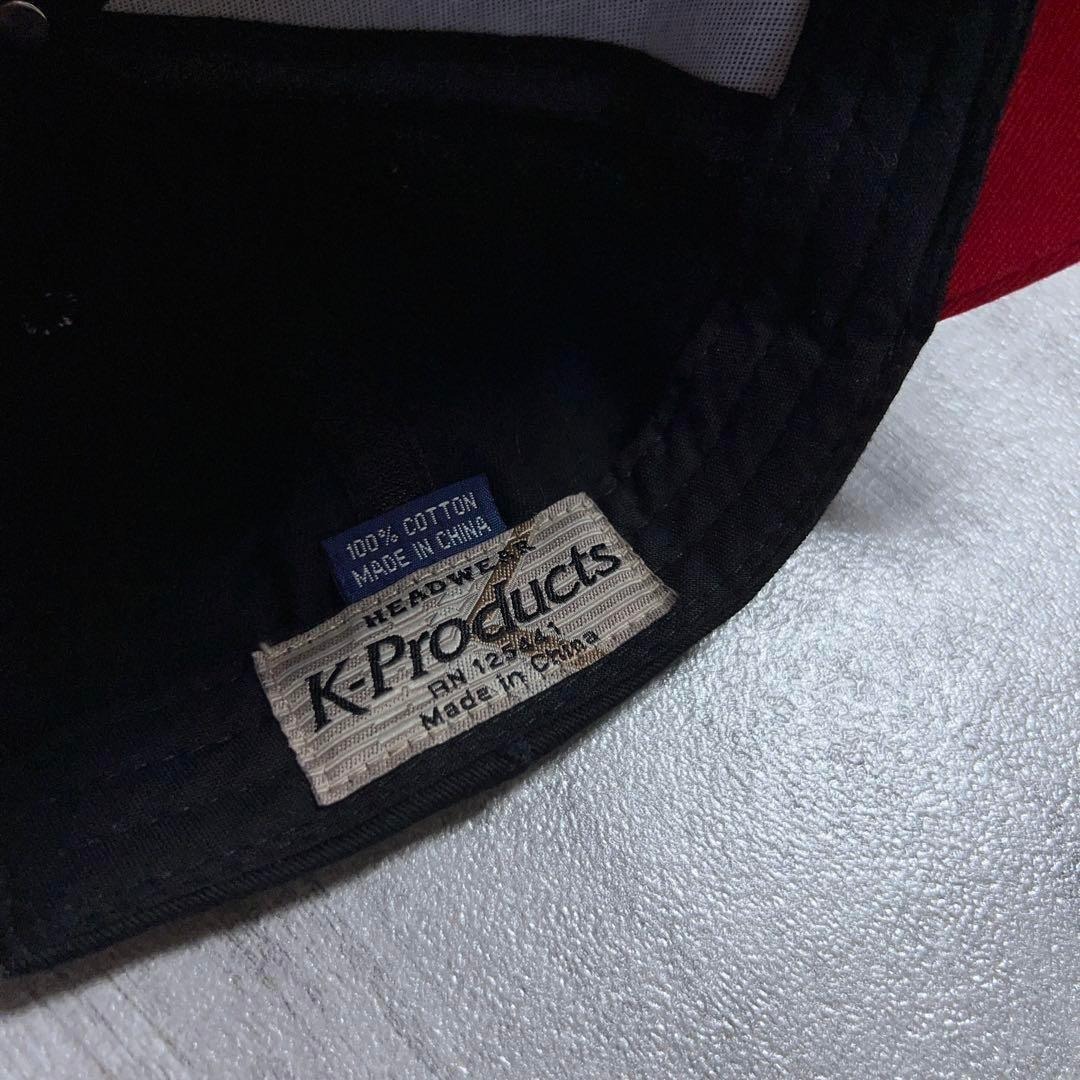 100% COTTON
MADE IN CHINA
HEADWEAR
K-Products
RN 125441
Made in China